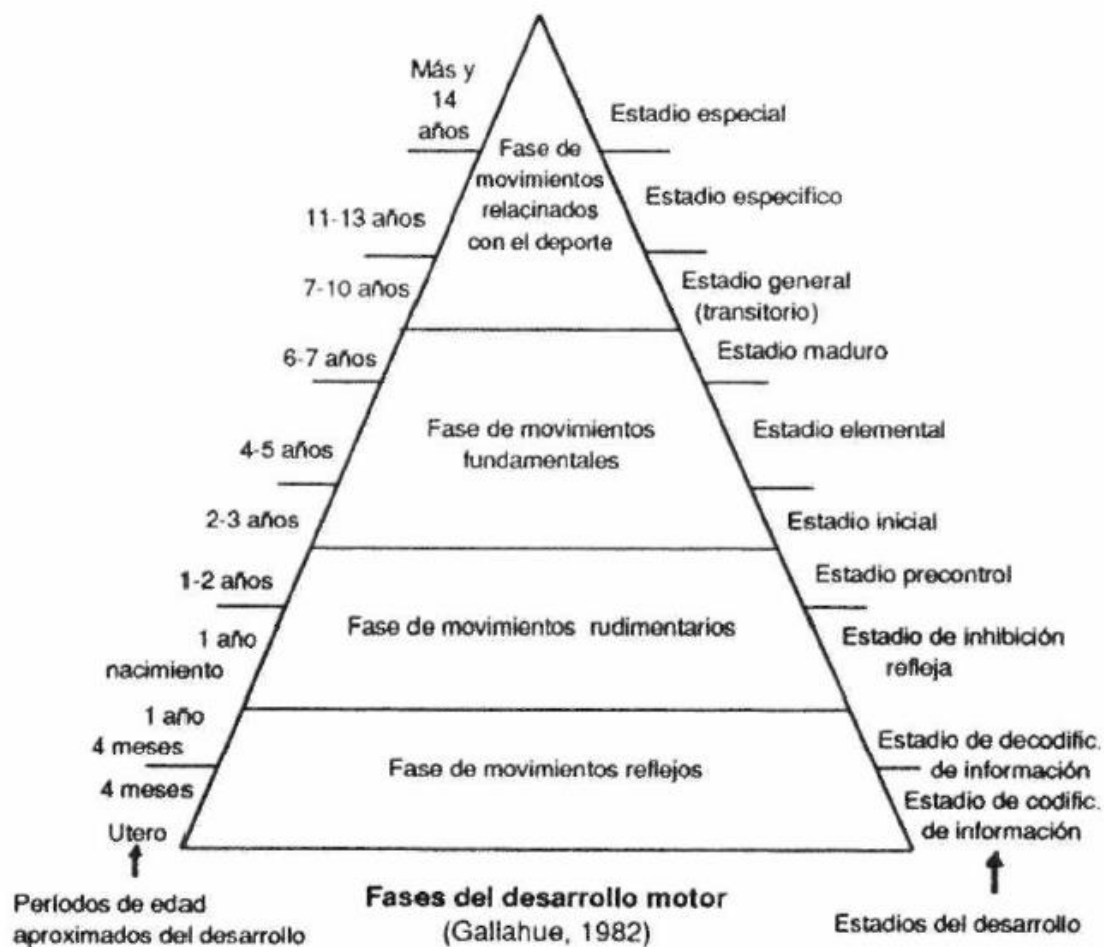 Más y
14
años
Estadio especial
Fase de
movimientos
relacinados
con el deporte
11-13 años
Estadio especifico
7-10 años
Estadio general
(transitorio)
6-7 años
Estadio maduro
Fase de movimientos
fundamentales
4-5 años
Estadio elemental
2-3 años
Estadio inicial
1-2 años
Estadio precontrol
Fase de movimientos rudimentarios
1 año
nacimiento
Estadio de inhibición
refleja
1 año
4 meses
Fase de movimientos reflejos
Estadio de decodific.
de información
4 meses
Utero
Estadio de codific.
de información
Períodos de edad
aproximados del desarrollo
Fases del desarrollo motor
(Gallahue, 1982)
Estadios del desarrollo